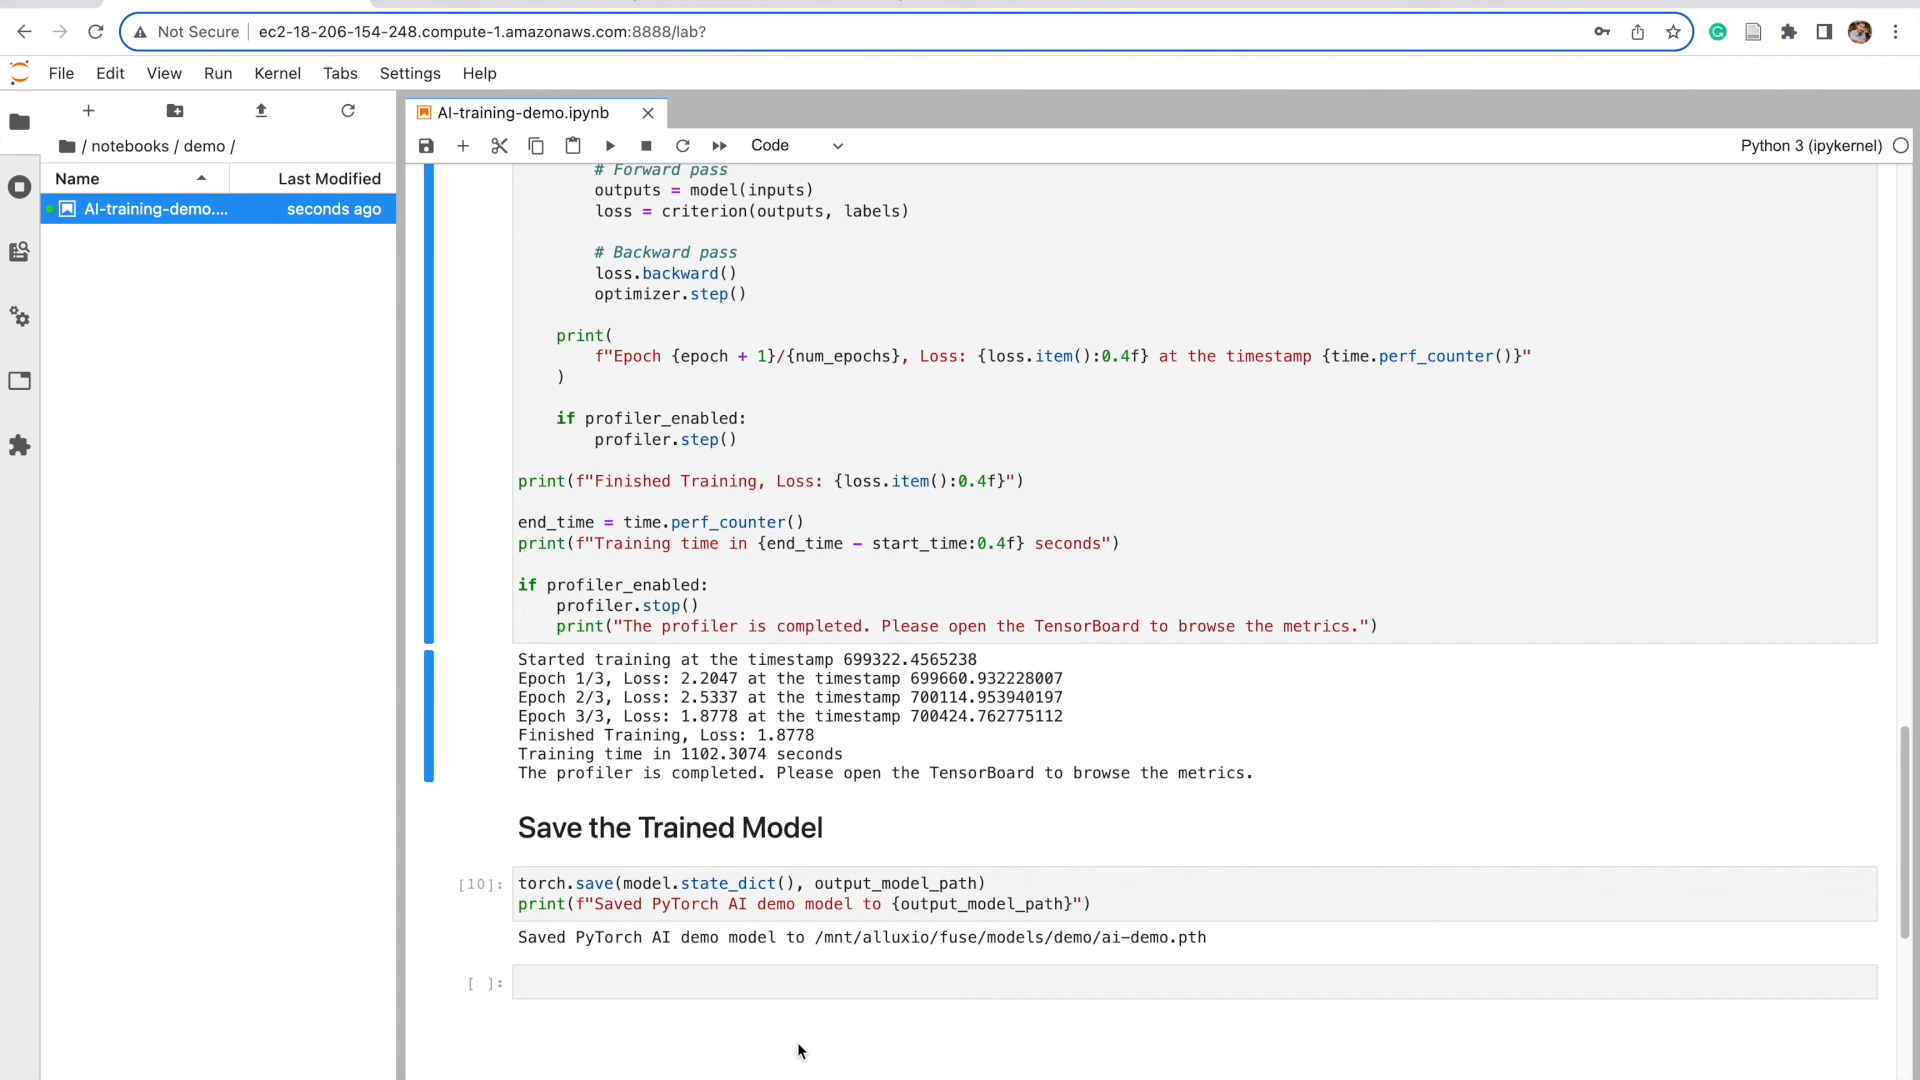 Not Secure
ec2-18-206-154-248.compute-1.amazonaws.com:8888/lab?
File Edit View Run Kernel Tabs Settings Help
/ notebooks / demo /
Name Last Modified
AI-training-demo.... seconds ago
AI-training-demo.ipynb
Code
Python 3 (ipykernel)
# Forward pass
outputs = model(inputs)
loss = criterion(outputs, labels)
# Backward pass
loss.backward()
optimizer.step()
print(
f"Epoch {epoch + 1}/{num_epochs}, Loss: {loss.item():0.4f} at the timestamp {time.perf_counter()}"
)
if profiler_enabled:
profiler.step()
print(f"Finished Training, Loss: {loss.item():0.4f}")
end_time = time.perf_counter()
print(f"Training time in {end_time - start_time:0.4f} seconds")
if profiler_enabled:
profiler.stop()
print("The profiler is completed. Please open the TensorBoard to browse the metrics.")
Started training at the timestamp 699322.4565238
Epoch 1/3, Loss: 2.2047 at the timestamp 699660.932228007
Epoch 2/3, Loss: 2.5337 at the timestamp 700114.953940197
Epoch 3/3, Loss: 1.8778 at the timestamp 700424.762775112
Finished Training, Loss: 1.8778
Training time in 1102.3074 seconds
The profiler is completed. Please open the TensorBoard to browse the metrics.
Save the Trained Model
[10]:
torch.save(model.state_dict(), output_model_path)
print(f"Saved PyTorch AI demo model to {output_model_path}")
Saved PyTorch AI demo model to /mnt/alluxio/fuse/models/demo/ai-demo.pth
[ ]: